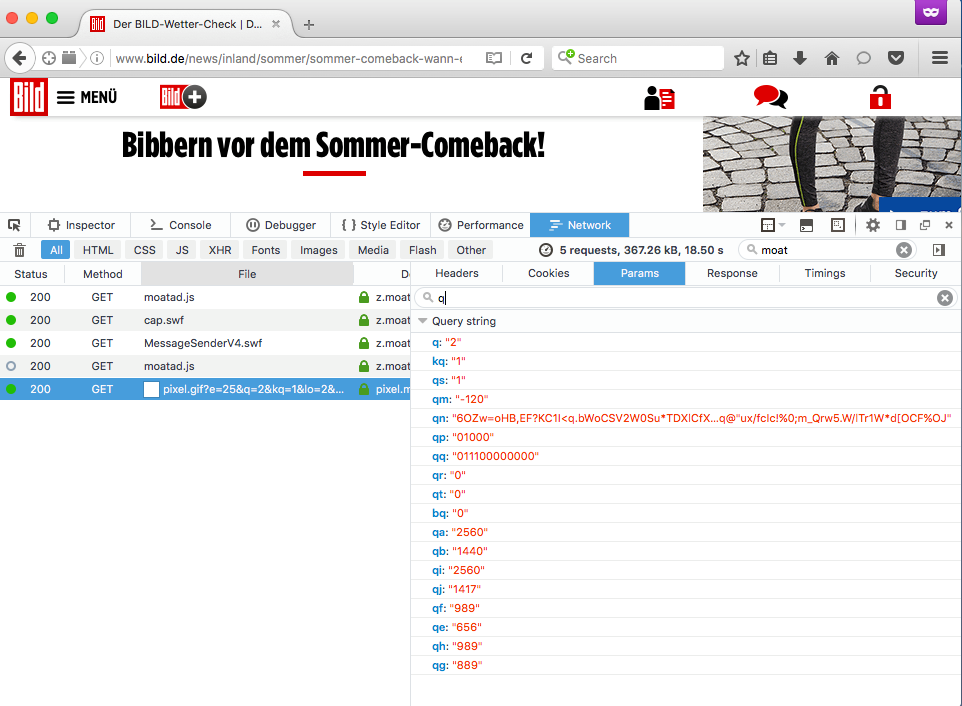 Bild Der BILD-Wetter-Check | D...
www.bild.de/news/inland/sommer/sommer-comeback-wann-e
Search
Bild MENÜ Bild
Bibbern vor dem Sommer-Comeback!
Inspector Console Debugger Style Editor Performance Network
All HTML CSS JS XHR Fonts Images Media Flash Other 5 requests, 367.26 kB, 18.50 s moat
Status Method File Do
Headers Cookies Params Response Timings Security
200 GET moatad.js z.moat
200 GET cap.swf z.moat
200 GET MessageSenderV4.swf z.moat
200 GET moatad.js z.moat
200 GET pixel.gif?e=25&q=2&kq=1&lo=2&... pixel.m
q
Query string
q: "2"
kq: "1"
qs: "1"
qm: "-120"
qn: "6OZw=oHB,EF?KC1I<q.bWoCSV2W0Su*TDXlCfX...q@"ux/fclc!%0;m_Qrw5.W/lTr1W*d[OCF%OJ"
qp: "01000"
qq: "011100000000"
qr: "0"
qt: "0"
bq: "0"
qa: "2560"
qb: "1440"
qi: "2560"
qj: "1417"
qf: "989"
qe: "656"
qh: "989"
qg: "889"